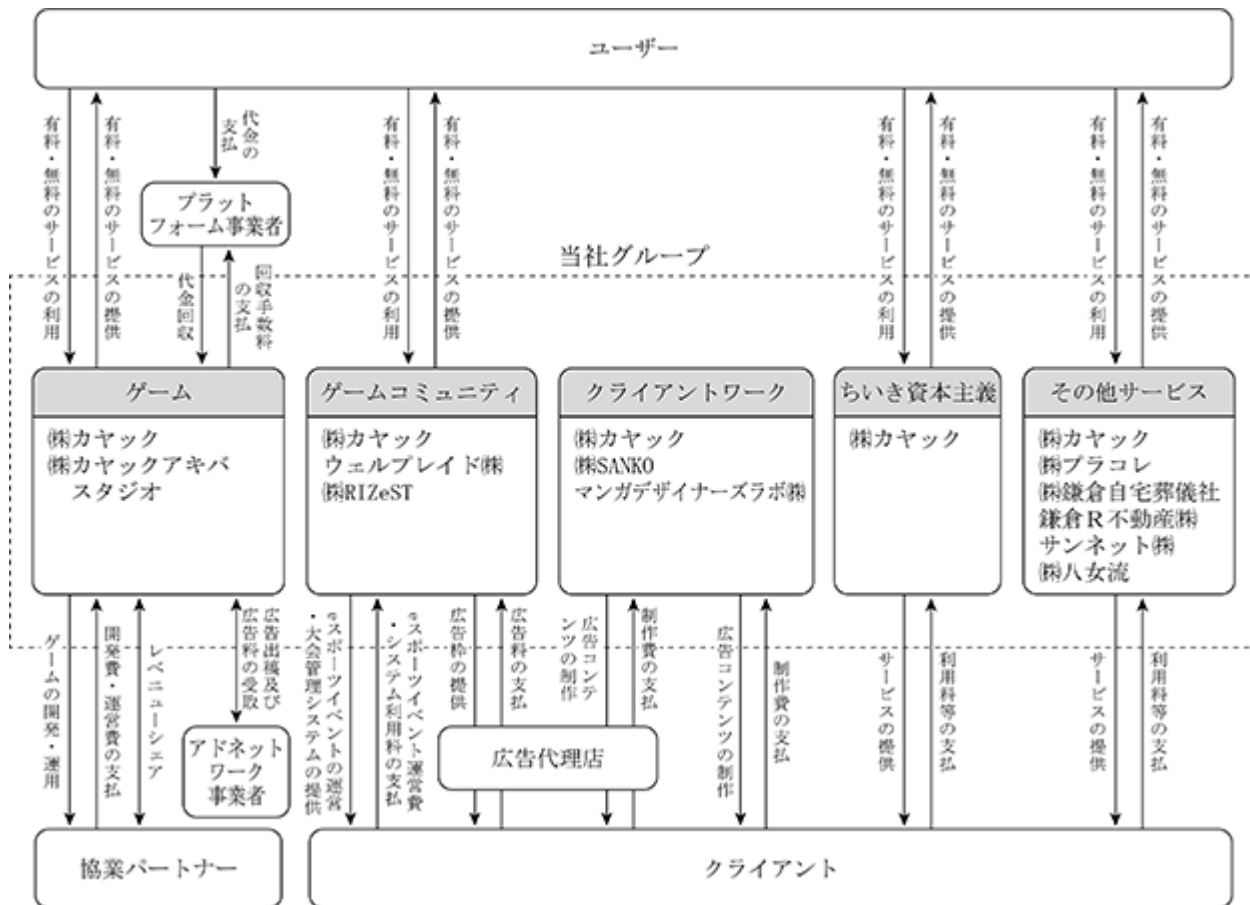 ユーザー
有料・無料のサービスの利用
有料・無料のサービスの提供
代金の
支払
有料・無料のサービスの利用
有料・無料のサービスの提供
有料・無料のサービスの利用
有料・無料のサービスの提供
有料・無料のサービスの利用
有料・無料のサービスの提供
プラット
フォーム事業者
当社グループ
代金回収
回収手数料
の支払
ゲーム
㈱カヤック
㈱カヤックアキバ
スタジオ
ゲームコミュニティ
㈱カヤック
ウェルプレイド㈱
㈱RIZeST
クライアントワーク
㈱カヤック
㈱SANKO
マンガデザイナーズラボ㈱
ちいき資本主義
㈱カヤック
その他サービス
㈱カヤック
㈱プラコレ
㈱鎌倉自宅葬儀社
鎌倉R不動産㈱
サンネット㈱
㈱八女流
ゲームの開発・運用
開発費・運営費の支払
レベニューシェア
広告出稿及び
広告料の受取
eスポーツイベントの運営
・大会管理システムの提供
eスポーツイベント運営費
・システム利用料の支払
広告枠の提供
広告料の支払
広告コンテ
ンツの制作
制作費の支払
広告コンテンツの制作
制作費の支払
サービスの提供
利用料等の支払
サービスの提供
利用料等の支払
アドネット
ワーク
事業者
広告代理店
協業パートナー
クライアント